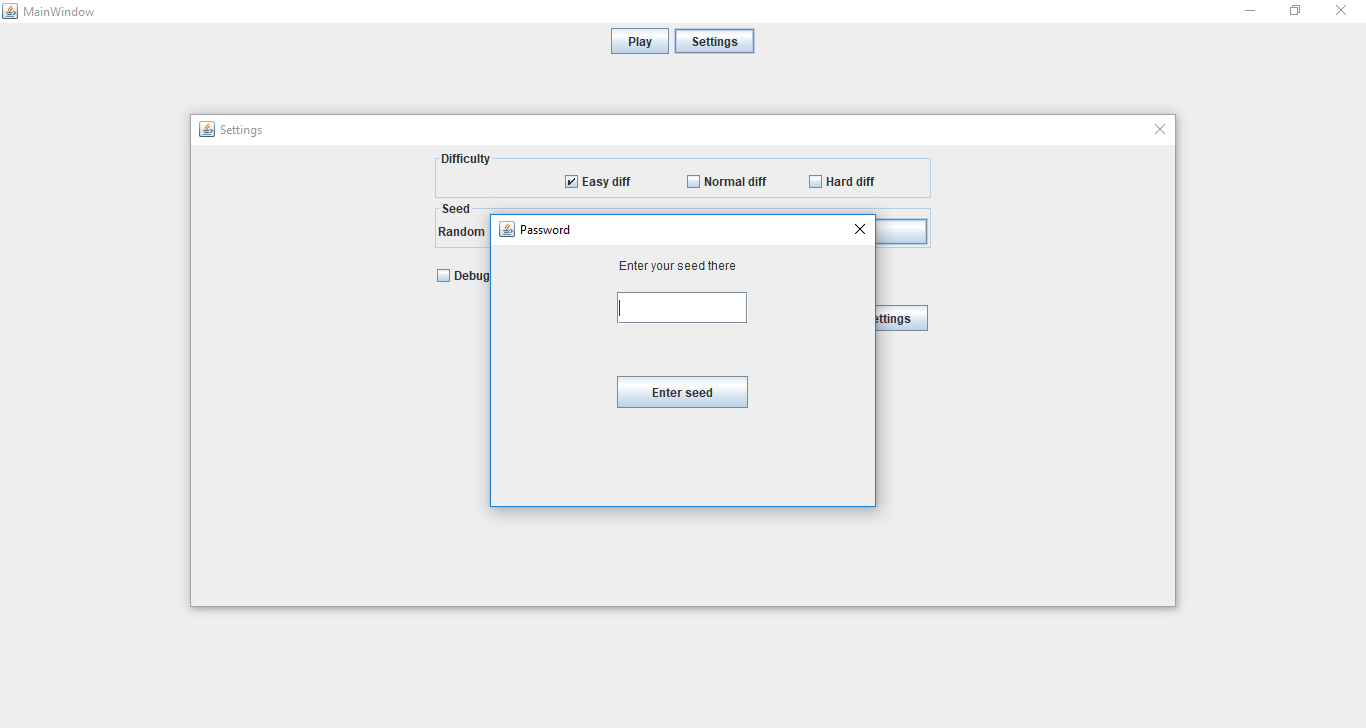 MainWindow
Play Settings
Settings
Difficulty
Easy diff Normal diff Hard diff
Seed
Random
Password
Enter your seed there
Debug
ettings
Enter seed